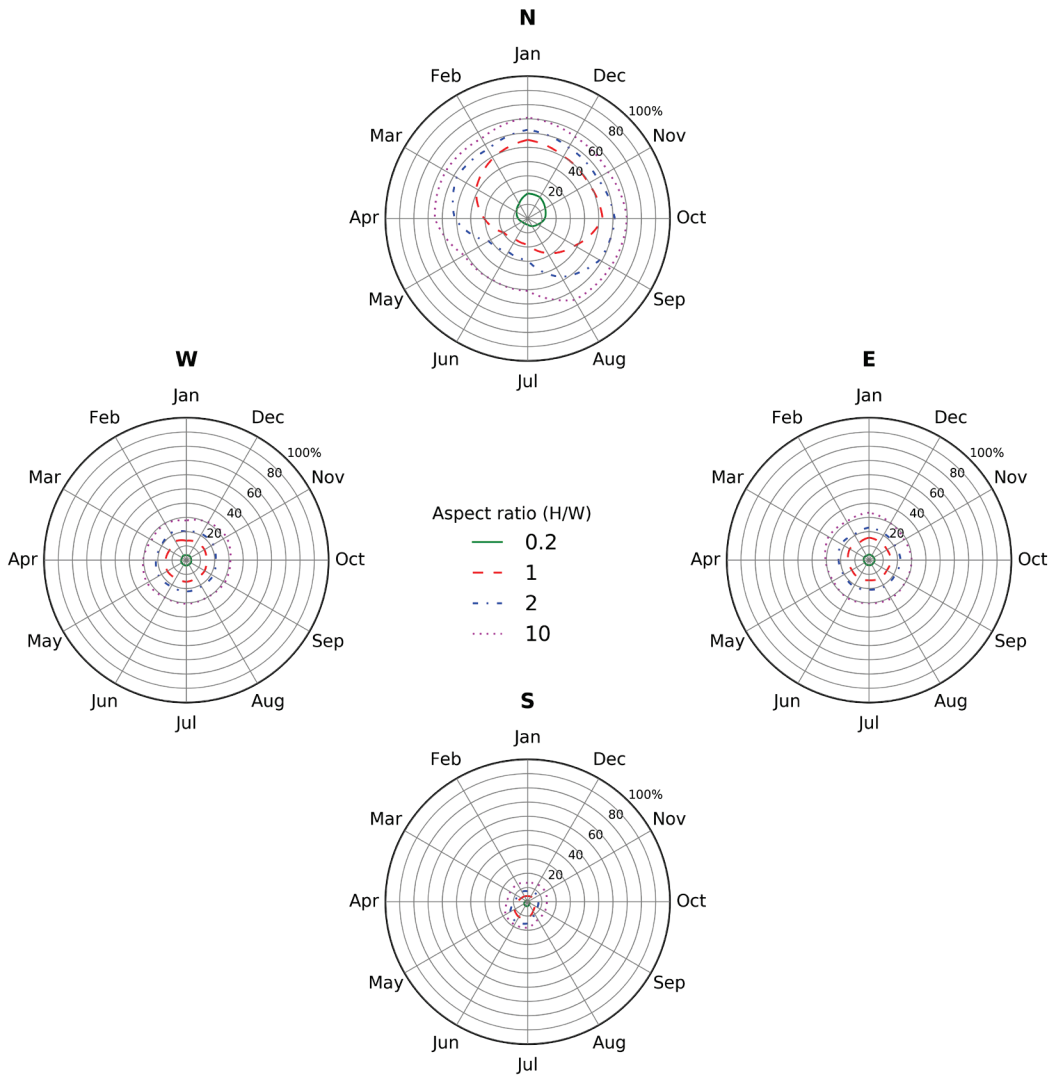 N
Jan
Feb
Dec
100%
Mar
80
Nov
60
40
20
Apr
Oct
May
Sep
Jun
Aug
Jul
W
Jan
Feb
Dec
100%
Mar
80
Nov
60
40
20
Apr
Oct
May
Sep
Jun
Aug
Jul
E
Jan
Feb
Dec
100%
Mar
80
Nov
60
40
20
Apr
Oct
May
Sep
Jun
Aug
Jul
Aspect ratio (H/W)
0.2
1
2
10
S
Jan
Feb
Dec
100%
Mar
80
Nov
60
40
20
Apr
Oct
May
Sep
Jun
Aug
Jul